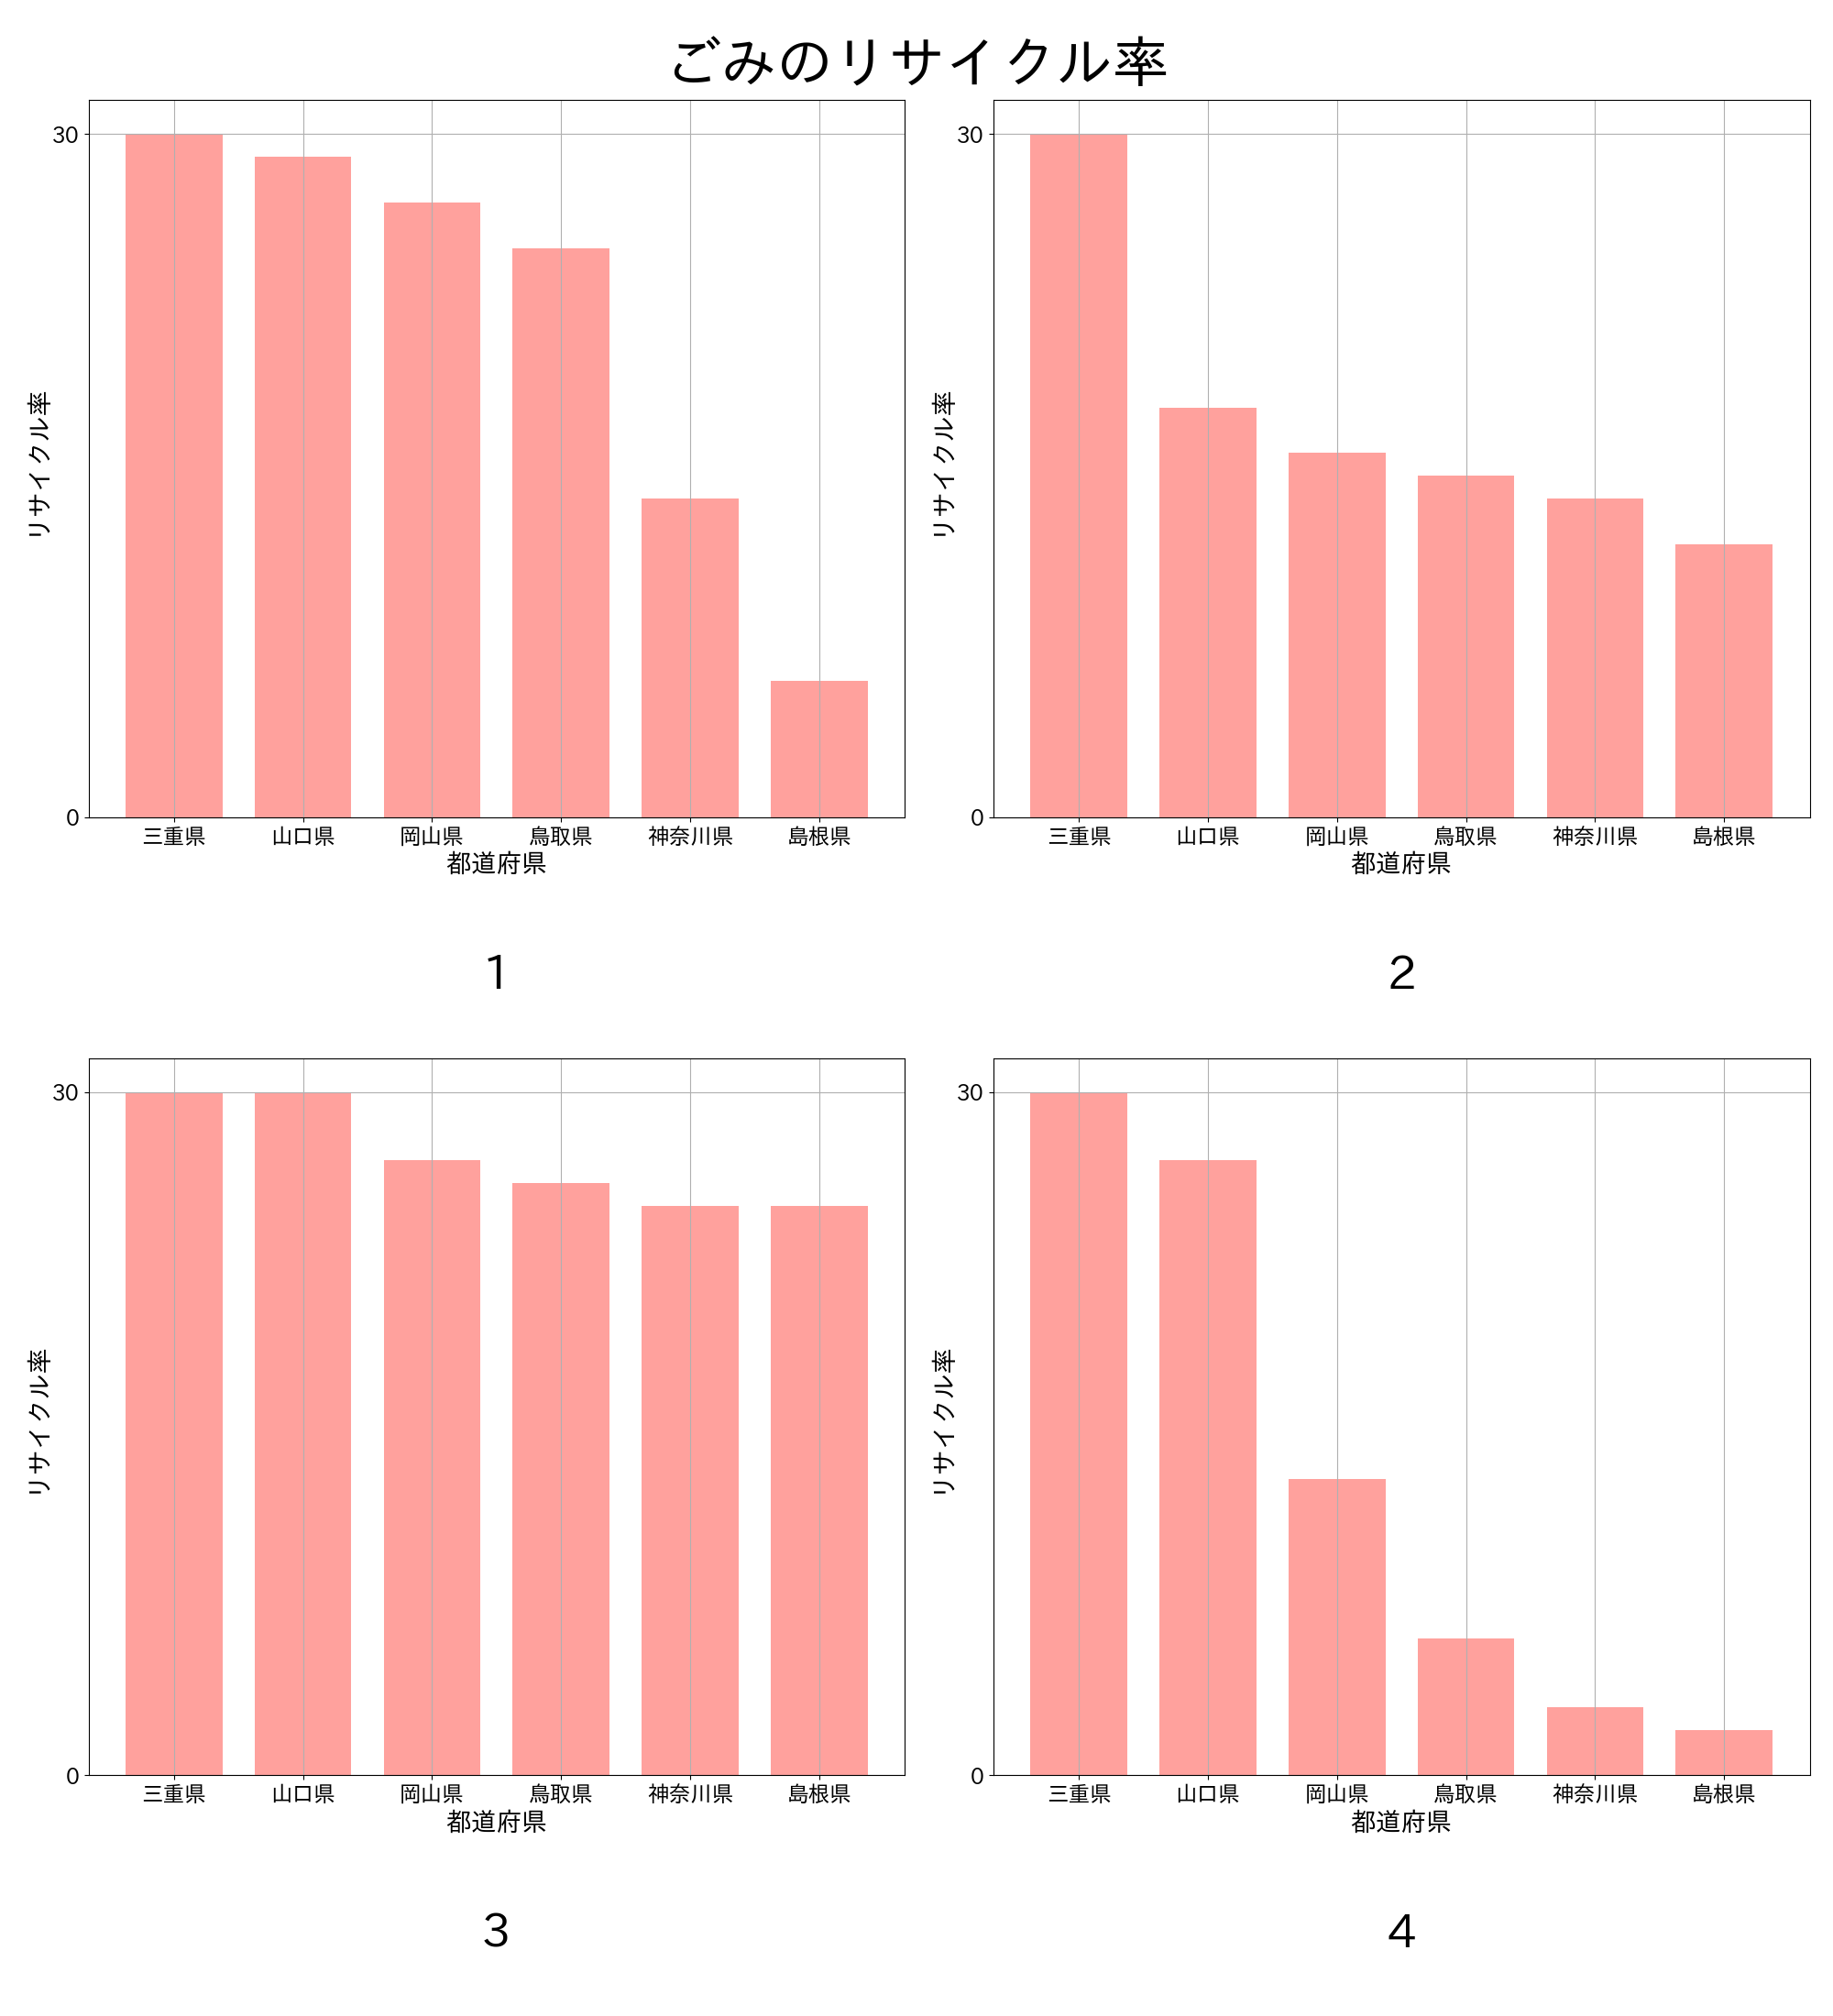 ごみのリサイクル率
リサイクル率
30
0
三重県 山口県 岡山県 鳥取県 神奈川県 島根県
都道府県
1
リサイクル率
30
0
三重県 山口県 岡山県 鳥取県 神奈川県 島根県
都道府県
2
リサイクル率
30
0
三重県 山口県 岡山県 鳥取県 神奈川県 島根県
都道府県
3
リサイクル率
30
0
三重県 山口県 岡山県 鳥取県 神奈川県 島根県
都道府県
4